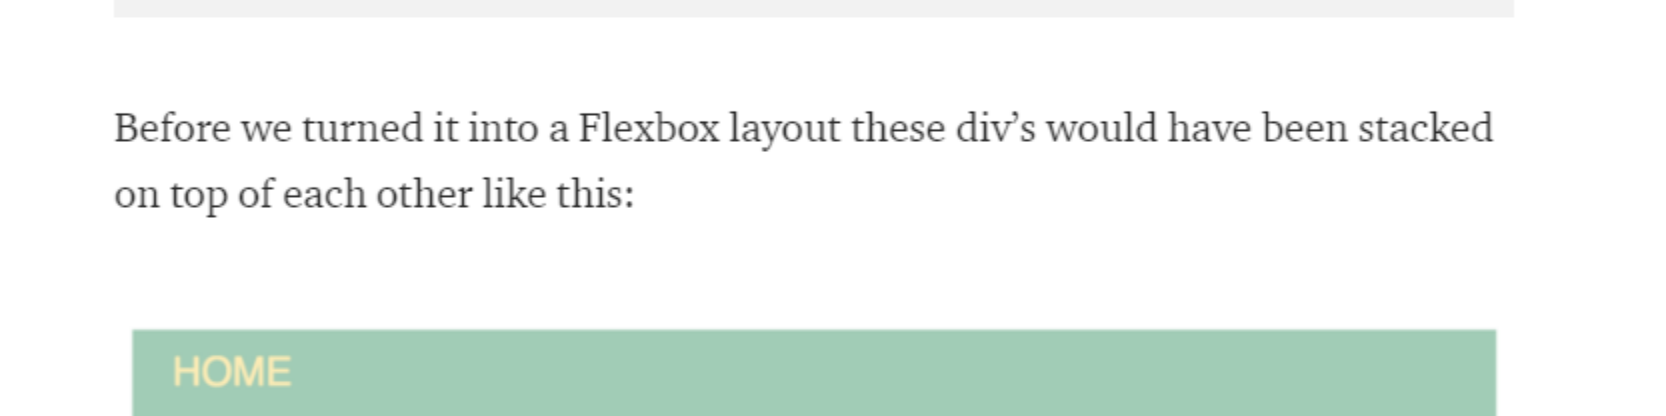 Before we turned it into a Flexbox layout these div’s would have been stacked
on top of each other like this:
HOME